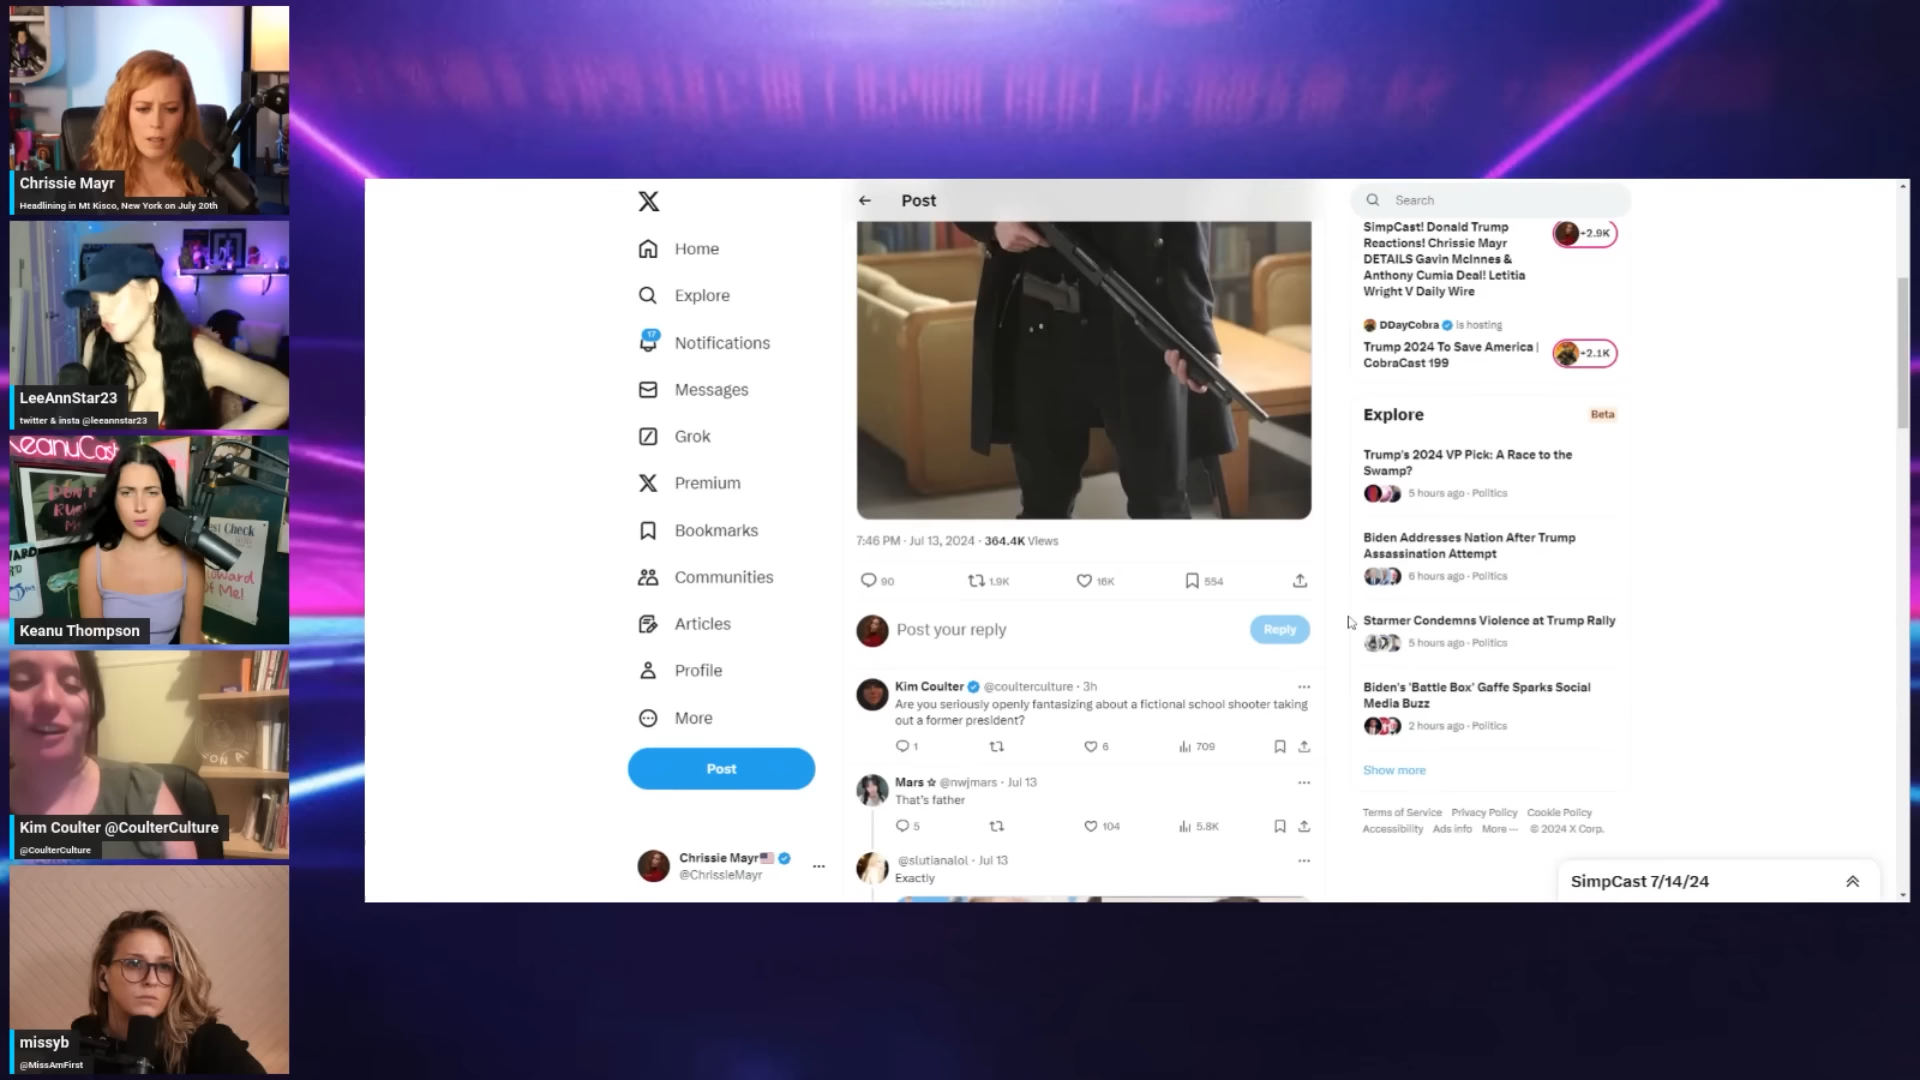 Chrissie Mayr
Headlining in Mt Kisco, New York on July 20th
LeeAnnStar23
twitter & insta @leeannstar23
KeanuCast
DON'T
Keanu Thompson
Kim Coulter @CoulterCulture
@CoulterCulture
missyb
@MissAmFirst
Home
Explore
17
Notifications
Messages
Grok
Premium
Bookmarks
Communities
Articles
Profile
More
Post
Chrissie Mayr
@ChrissieMayr
Post
7:46 PM · Jul 13, 2024 · 364.4K Views
90
1.9K
16K
554
Post your reply
Reply
Kim Coulter @coulterculture · 3h
Are you seriously openly fantasizing about a fictional school shooter taking
out a former president?
1
6
709
Mars ☆ @nwjmars · Jul 13
That's father
5
104
5.8K
@slutianalol · Jul 13
Exactly
Search
SimpCast! Donald Trump
Reactions! Chrissie Mayr
DETAILS Gavin McInnes &
Anthony Cumia Deal! Letitia
Wright V Daily Wire
+2.9K
DDayCobra is hosting
Trump 2024 To Save America |
CobraCast 199
+2.1K
Explore
Beta
Trump's 2024 VP Pick: A Race to the
Swamp?
5 hours ago · Politics
Biden Addresses Nation After Trump
Assassination Attempt
6 hours ago · Politics
Starmer Condemns Violence at Trump Rally
5 hours ago · Politics
Biden's 'Battle Box' Gaffe Sparks Social
Media Buzz
2 hours ago · Politics
Show more
Terms of Service Privacy Policy Cookie Policy
Accessibility Ads info More ··· © 2024 X Corp.
SimpCast 7/14/24